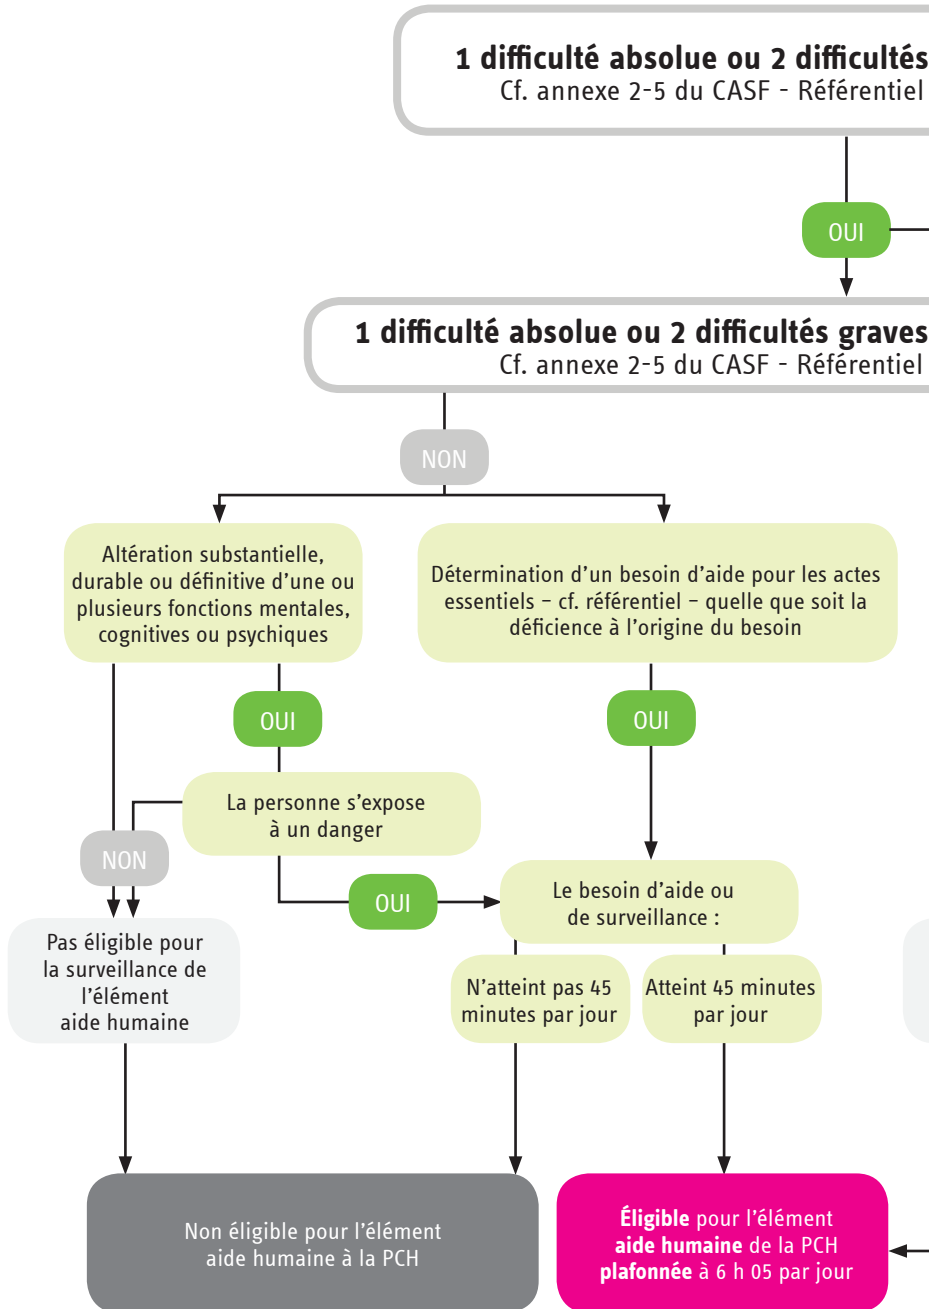 1 difficulté absolue ou 2 difficultés
Cf. annexe 2-5 du CASF - Référentiel
OUI
1 difficulté absolue ou 2 difficultés graves
Cf. annexe 2-5 du CASF - Référentiel
NON
Altération substantielle,
durable ou définitive d'une ou
plusieurs fonctions mentales,
cognitives ou psychiques
Détermination d'un besoin d'aide pour les actes
essentiels – cf. référentiel – quelle que soit la
déficience à l'origine du besoin
OUI
OUI
La personne s'expose
à un danger
NON
OUI
Le besoin d'aide ou
de surveillance :
Pas éligible pour
la surveillance de
l'élément
aide humaine
N'atteint pas 45
minutes par jour
Atteint 45 minutes
par jour
Non éligible pour l'élément
aide humaine à la PCH
Éligible pour l'élément
aide humaine de la PCH
plafonnée à 6 h 05 par jour